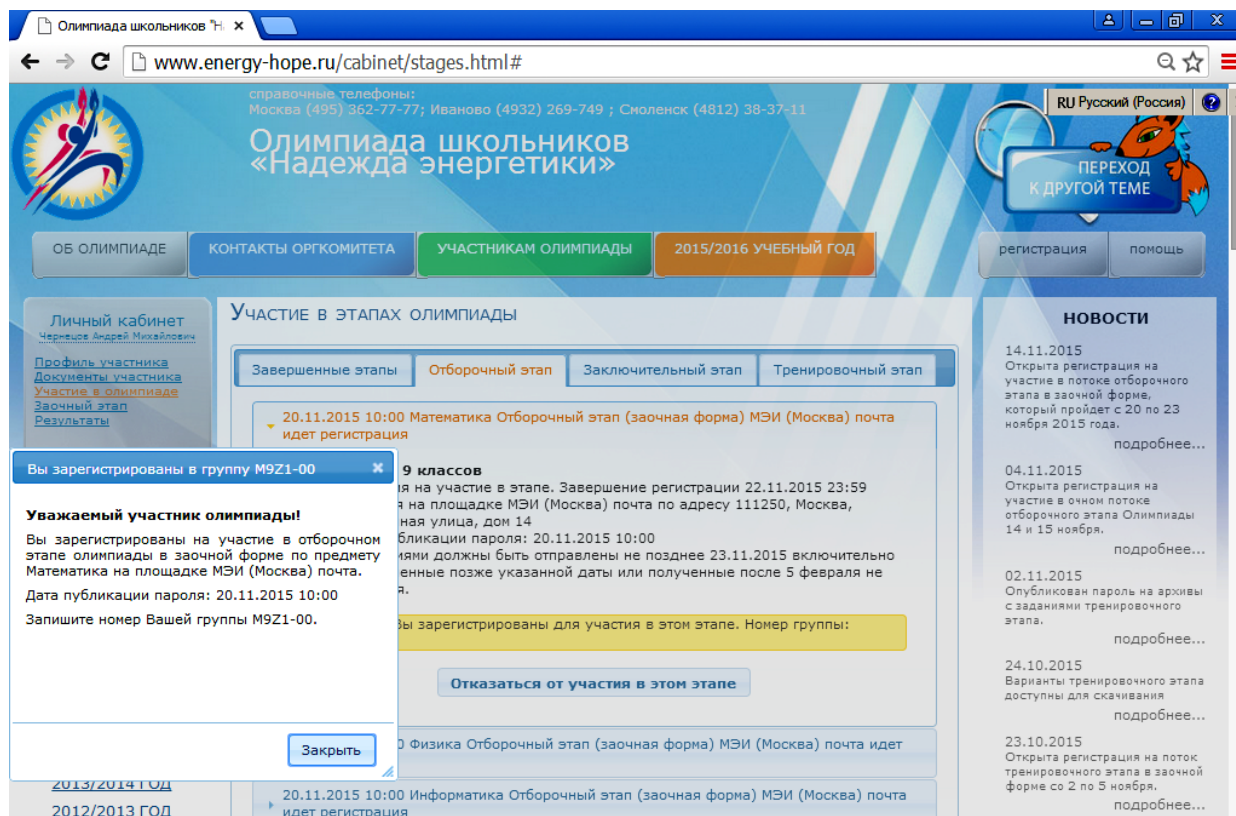 Олимпиада школьников "Н
www.energy-hope.ru/cabinet/stages.html#
RU Русский (Россия)
справочные телефоны:
Москва (495) 362-77-77; Иваново (4932) 269-749 ; Смоленск (4812) 38-37-11
Олимпиада школьников
«Надежда энергетики»
ПЕРЕХОД
К ДРУГОЙ ТЕМЕ
ОБ ОЛИМПИАДЕ
КОНТАКТЫ ОРГКОМИТЕТА
УЧАСТНИКАМ ОЛИМПИАДЫ
2015/2016 УЧЕБНЫЙ ГОД
регистрация
помощь
Личный кабинет
Чернецов Андрей Михайлович
Профиль участника
Документы участника
Участие в олимпиаде
Заочный этап
Результаты
Вы зарегистрированы в группу M9Z1-00
Уважаемый участник олимпиады!
Вы зарегистрированы на участие в отборочном
этапе олимпиады в заочной форме по предмету
Математика на площадке МЭИ (Москва) почта.
Дата публикации пароля: 20.11.2015 10:00
Запишите номер Вашей группы M9Z1-00.
Закрыть
2013/2014 ГОД
2012/2013 ГОД
УЧАСТИЕ В ЭТАПАХ ОЛИМПИАДЫ
Завершенные этапы
Отборочный этап
Заключительный этап
Тренировочный этап
20.11.2015 10:00 Математика Отборочный этап (заочная форма) МЭИ (Москва) почта
идет регистрация
9 классов
на участие в этапе. Завершение регистрации 22.11.2015 23:59
на площадке МЭИ (Москва) почта по адресу 111250, Москва,
улица, дом 14
пароля: 20.11.2015 10:00
должны быть отправлены не позднее 23.11.2015 включительно
позже указанной даты или полученные после 5 февраля не
Вы зарегистрированы для участия в этом этапе. Номер группы:
Отказаться от участия в этом этапе
Физика Отборочный этап (заочная форма) МЭИ (Москва) почта идет
20.11.2015 10:00 Информатика Отборочный этап (заочная форма) МЭИ (Москва) почта
идет регистрация
НОВОСТИ
14.11.2015
Открыта регистрация на
участие в потоке отборочного
этапа в заочной форме,
который пройдет с 20 по 23
ноября 2015 года.
подробнее...
04.11.2015
Открыта регистрация на
участие в очном потоке
отборочного этапа Олимпиады
14 и 15 ноября.
подробнее...
02.11.2015
Опубликован пароль на архивы
с заданиями тренировочного
этапа.
подробнее...
24.10.2015
Варианты тренировочного этапа
доступны для скачивания
подробнее...
23.10.2015
Открыта регистрация на поток
тренировочного этапа в заочной
форме со 2 по 5 ноября.
подробнее...